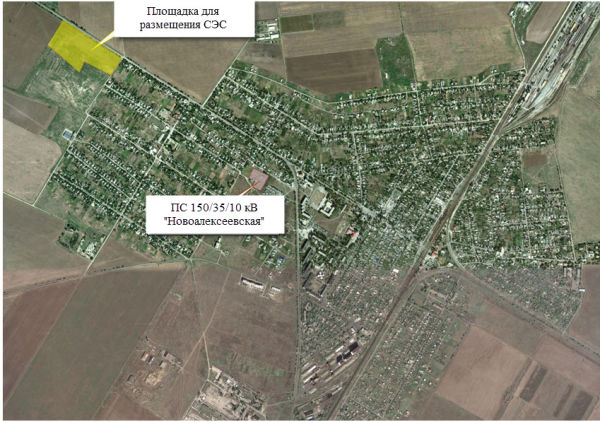 Площадка для
размещения СЭС
ПС 150/35/10 кВ
"Новоалексеевская"